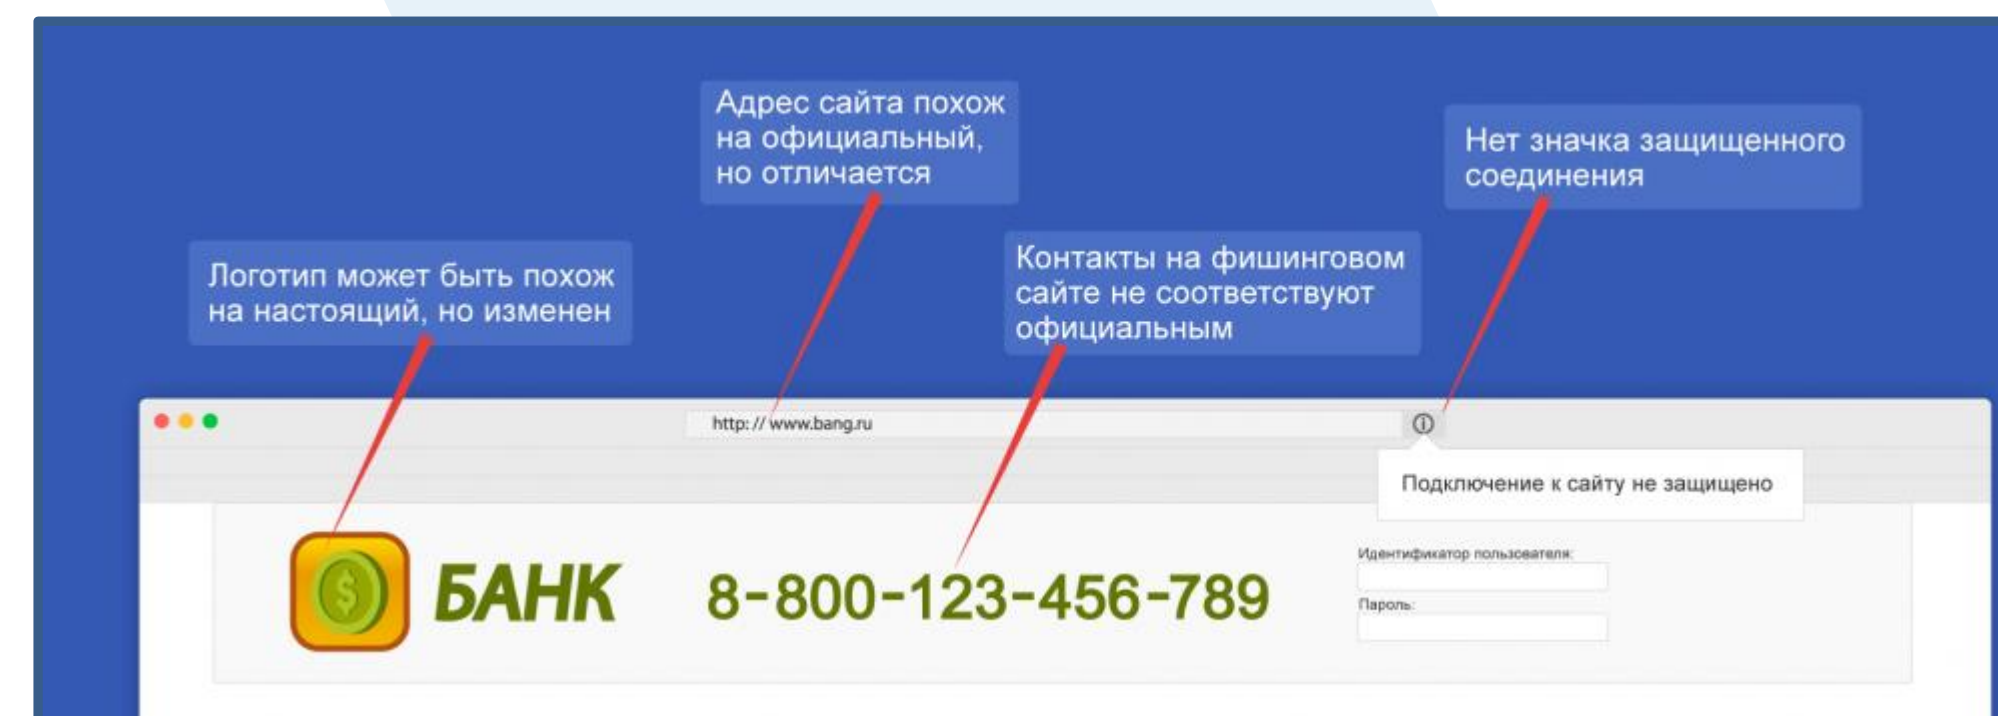 Адрес сайта похож
на официальный,
но отличается
Нет значка защищенного
соединения
Логотип может быть похож
на настоящий, но изменен
Контакты на фишинговом
сайте не соответствуют
официальным
http: // www.bang.ru
Подключение к сайту не защищено
БАНК
8-800-123-456-789
Идентификатор пользователя:
Пароль: